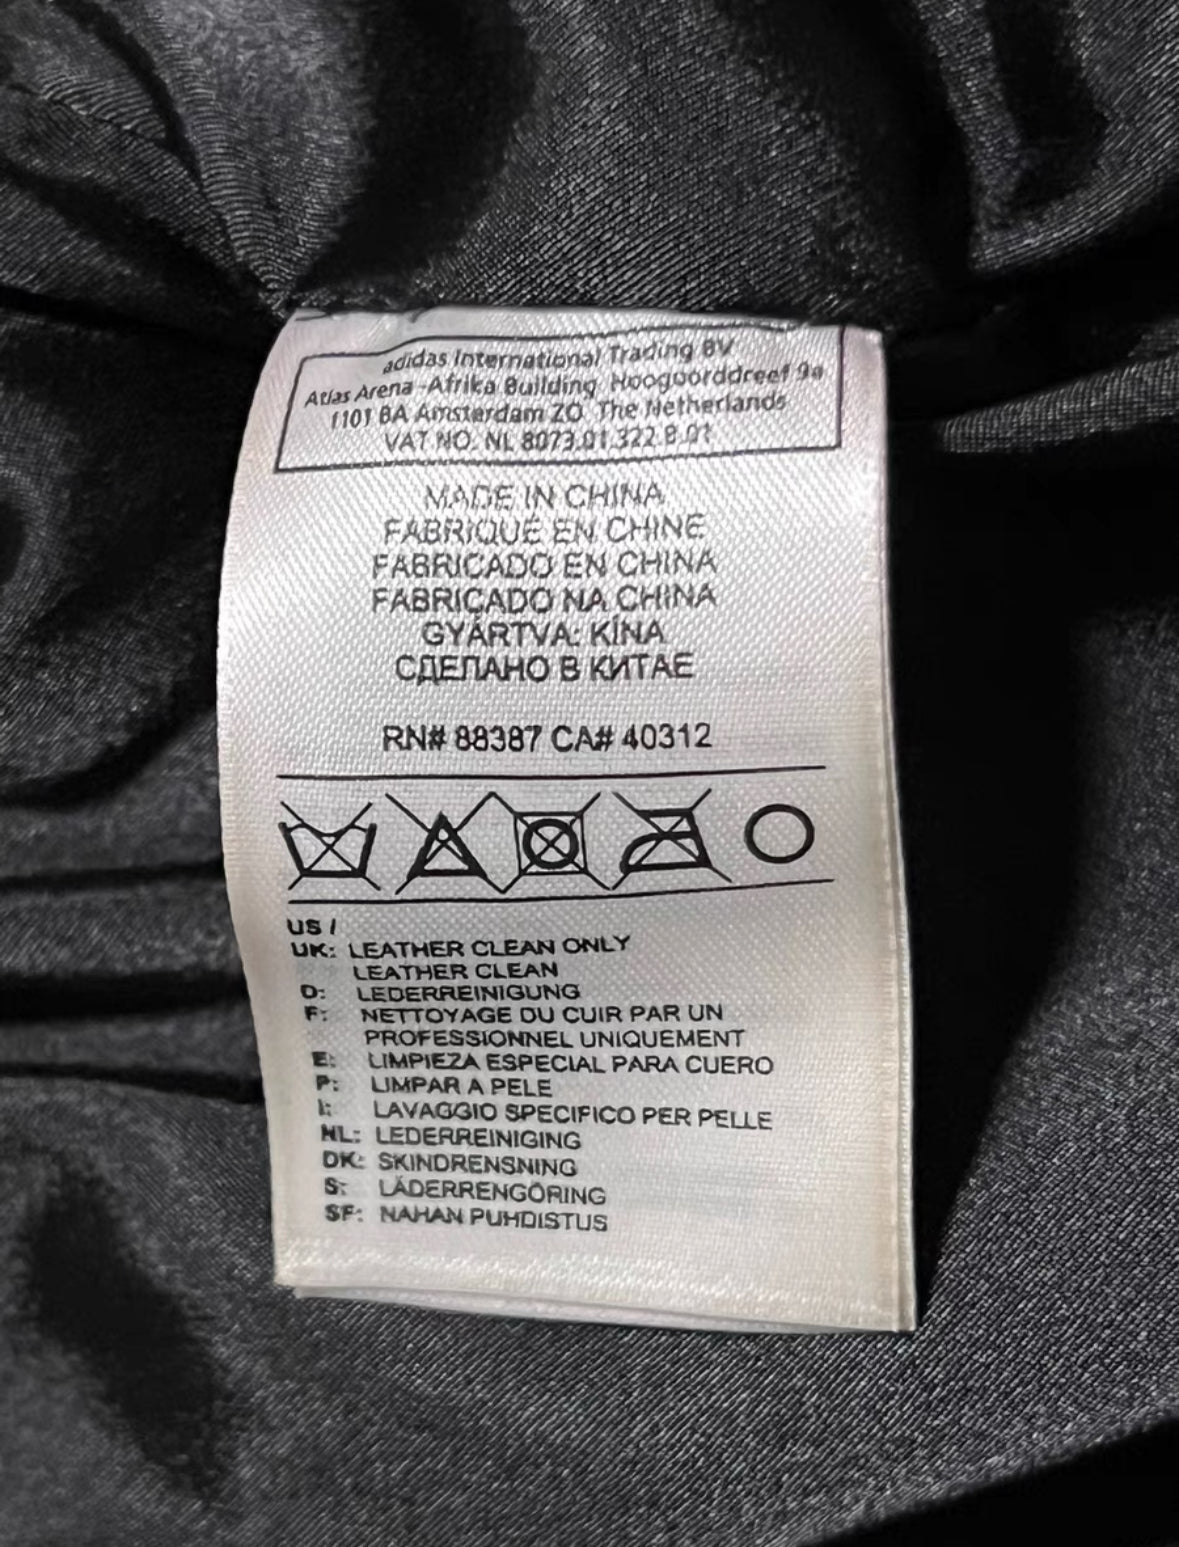 adidas International Trading BV
Atlas Arena -Afrika Building Hoogoorddreef 9a
1101 BA Amsterdam ZO The Netherlands
VAT NO. NL 8073.01.322.B.01
MADE IN CHINA
FABRIQUÉ EN CHINE
FABRICADO EN CHINA
FABRICADO NA CHINA
GYÁRTVA: KÍNA
СДЕЛАНО В КИТАЕ
RN# 88387 CA# 40312
US /
UK: LEATHER CLEAN ONLY
LEATHER CLEAN
D: LEDERREINIGUNG
F: NETTOYAGE DU CUIR PAR UN
PROFESSIONNEL UNIQUEMENT
E: LIMPIEZA ESPECIAL PARA CUERO
P: LIMPAR A PELE
I: LAVAGGIO SPECIFICO PER PELLE
NL: LEDERREINIGING
DK: SKINDRENSNING
S: LÄDERRENGÖRING
SF: NAHAN PUHDISTUS